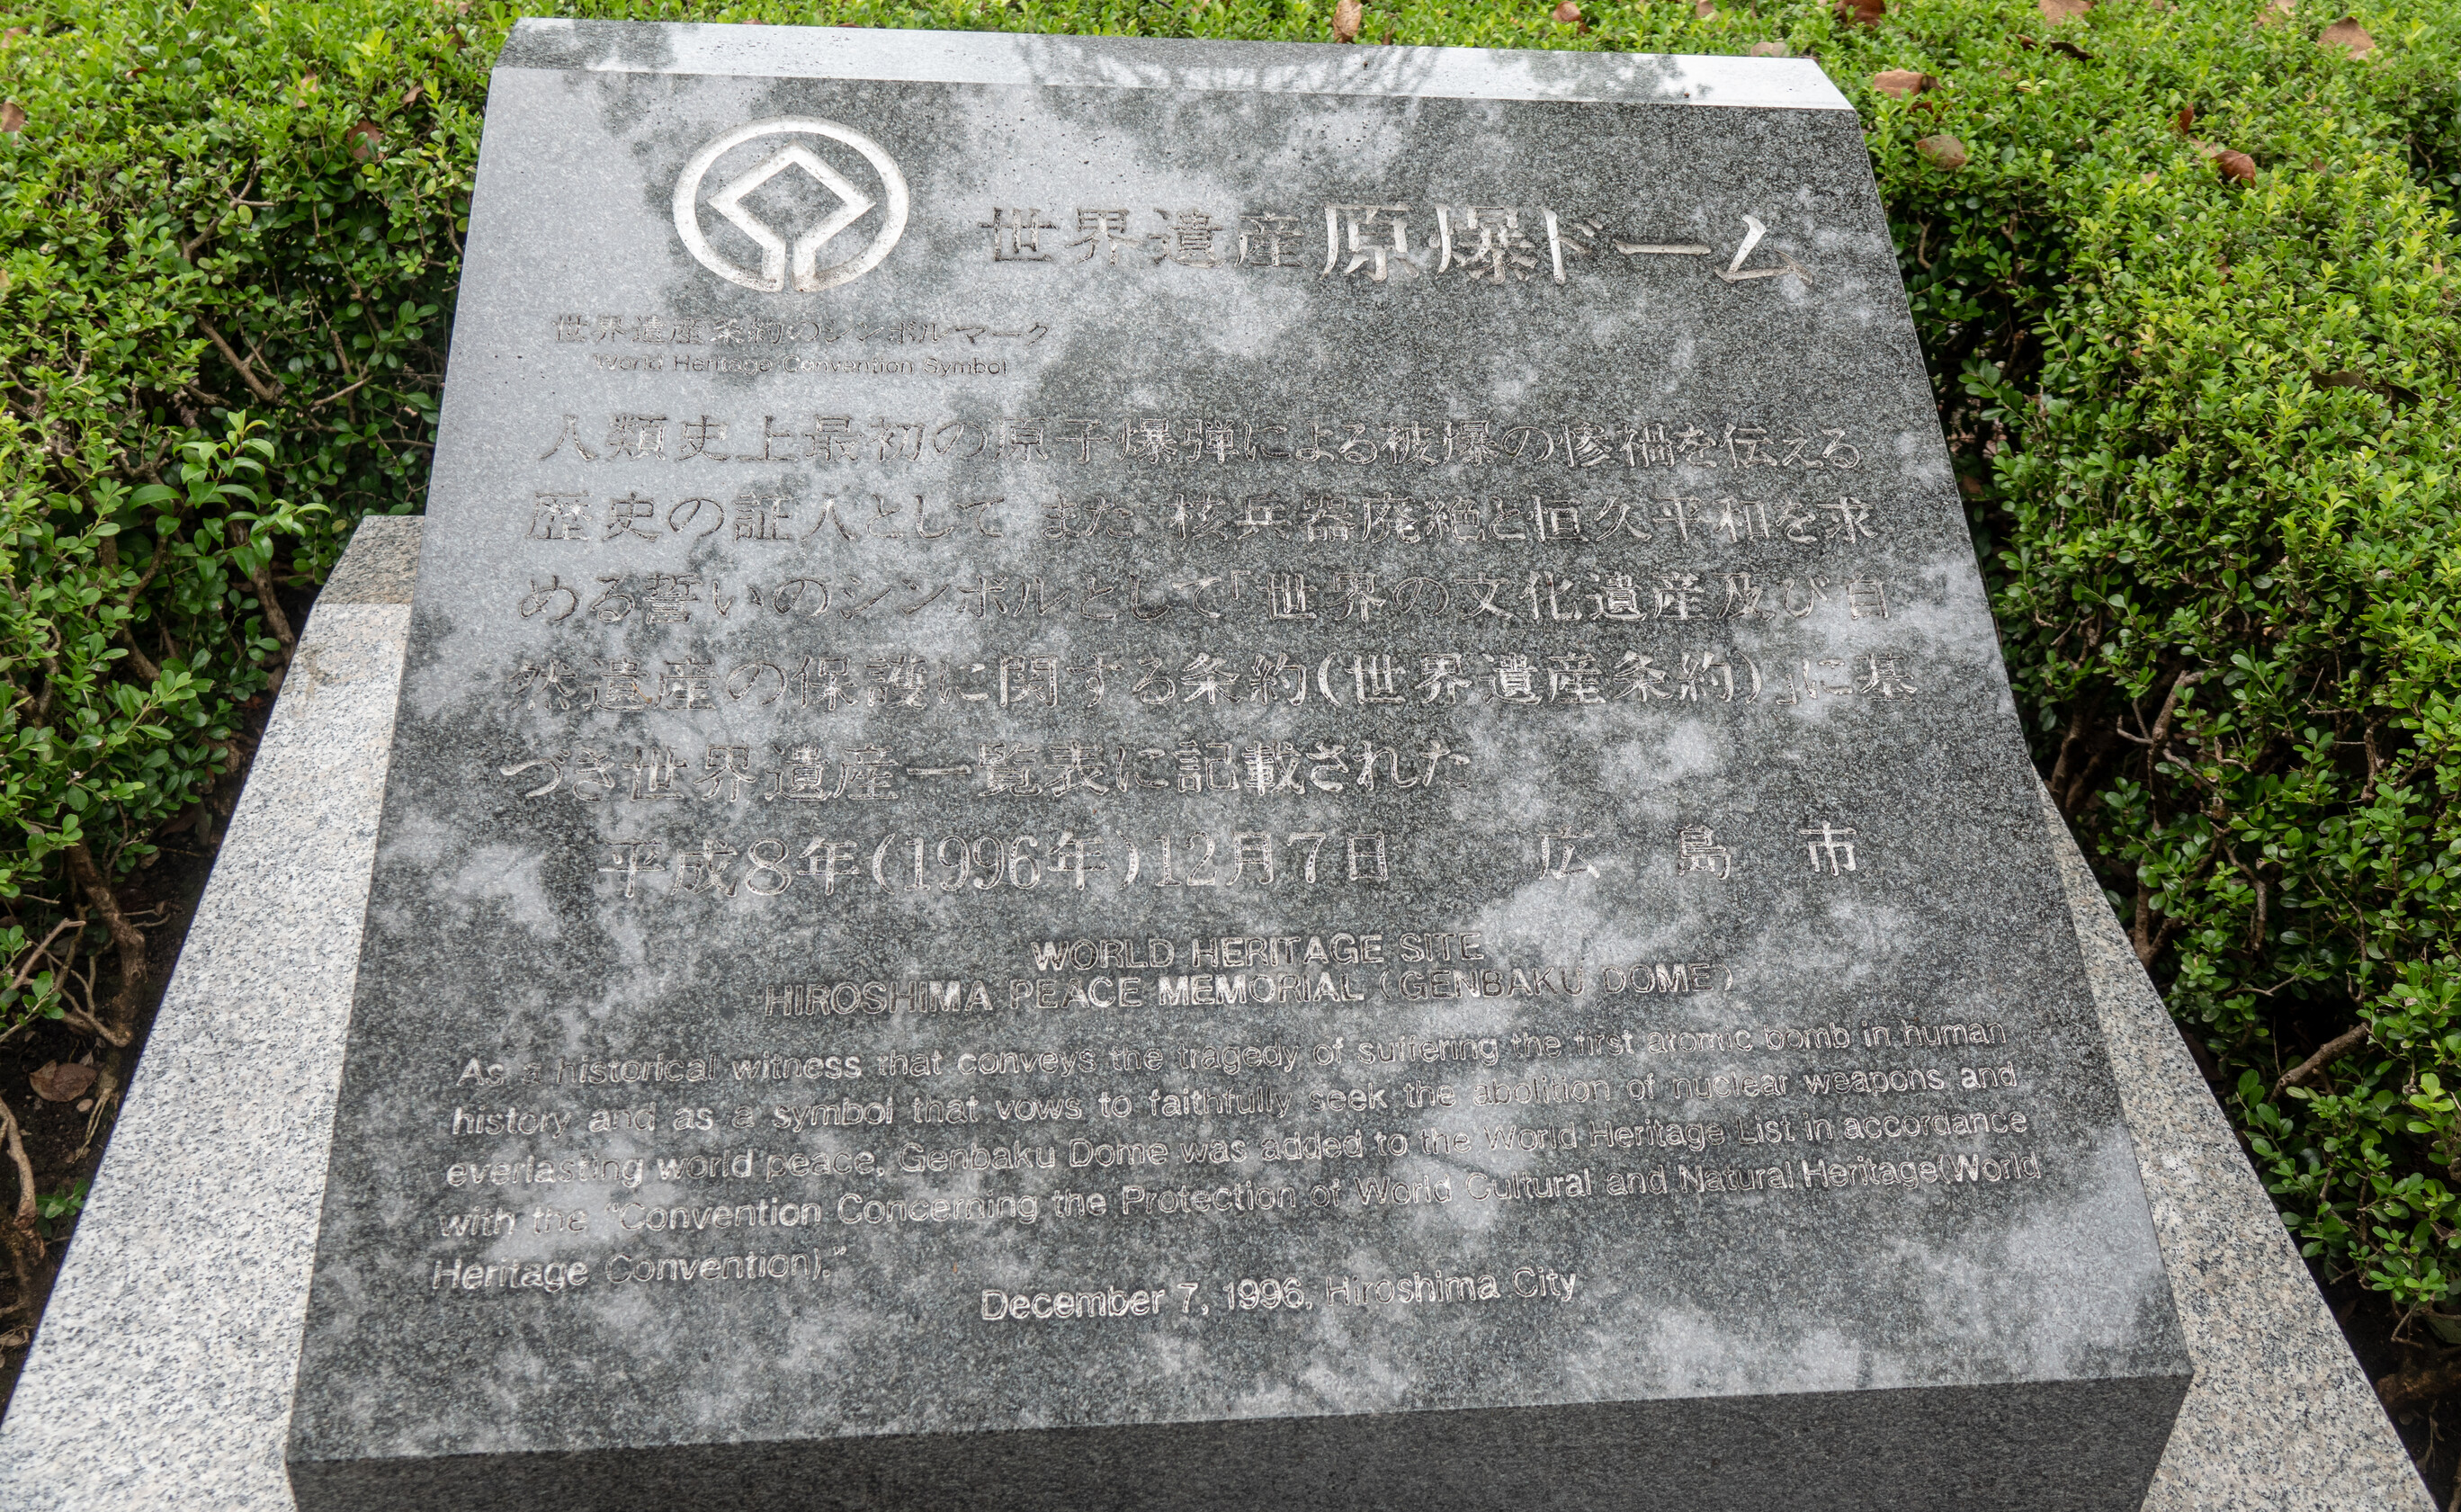 世界遺産 原爆ドーム
世界遺産条約のシンボルマーク
World Heritage Convention Symbol
人類史上最初の原子爆弾による被爆の惨禍を伝える
歴史の証人として また 核兵器廃絶と恒久平和を求
める誓いのシンボルとして「世界の文化遺産及び自
然遺産の保護に関する条約(世界遺産条約)」に基
づき世界遺産一覧表に記載された
平成8年(1996年)12月7日 広島市
WORLD HERITAGE SITE
HIROSHIMA PEACE MEMORIAL (GENBAKU DOME)
As a historical witness that conveys the tragedy of suffering the first atomic bomb in human
history and as a symbol that vows to faithfully seek the abolition of nuclear weapons and
everlasting world peace, Genbaku Dome was added to the World Heritage List in accordance
with the "Convention Concerning the Protection of World Cultural and Natural Heritage(World
Heritage Convention)."
December 7, 1996, Hiroshima City